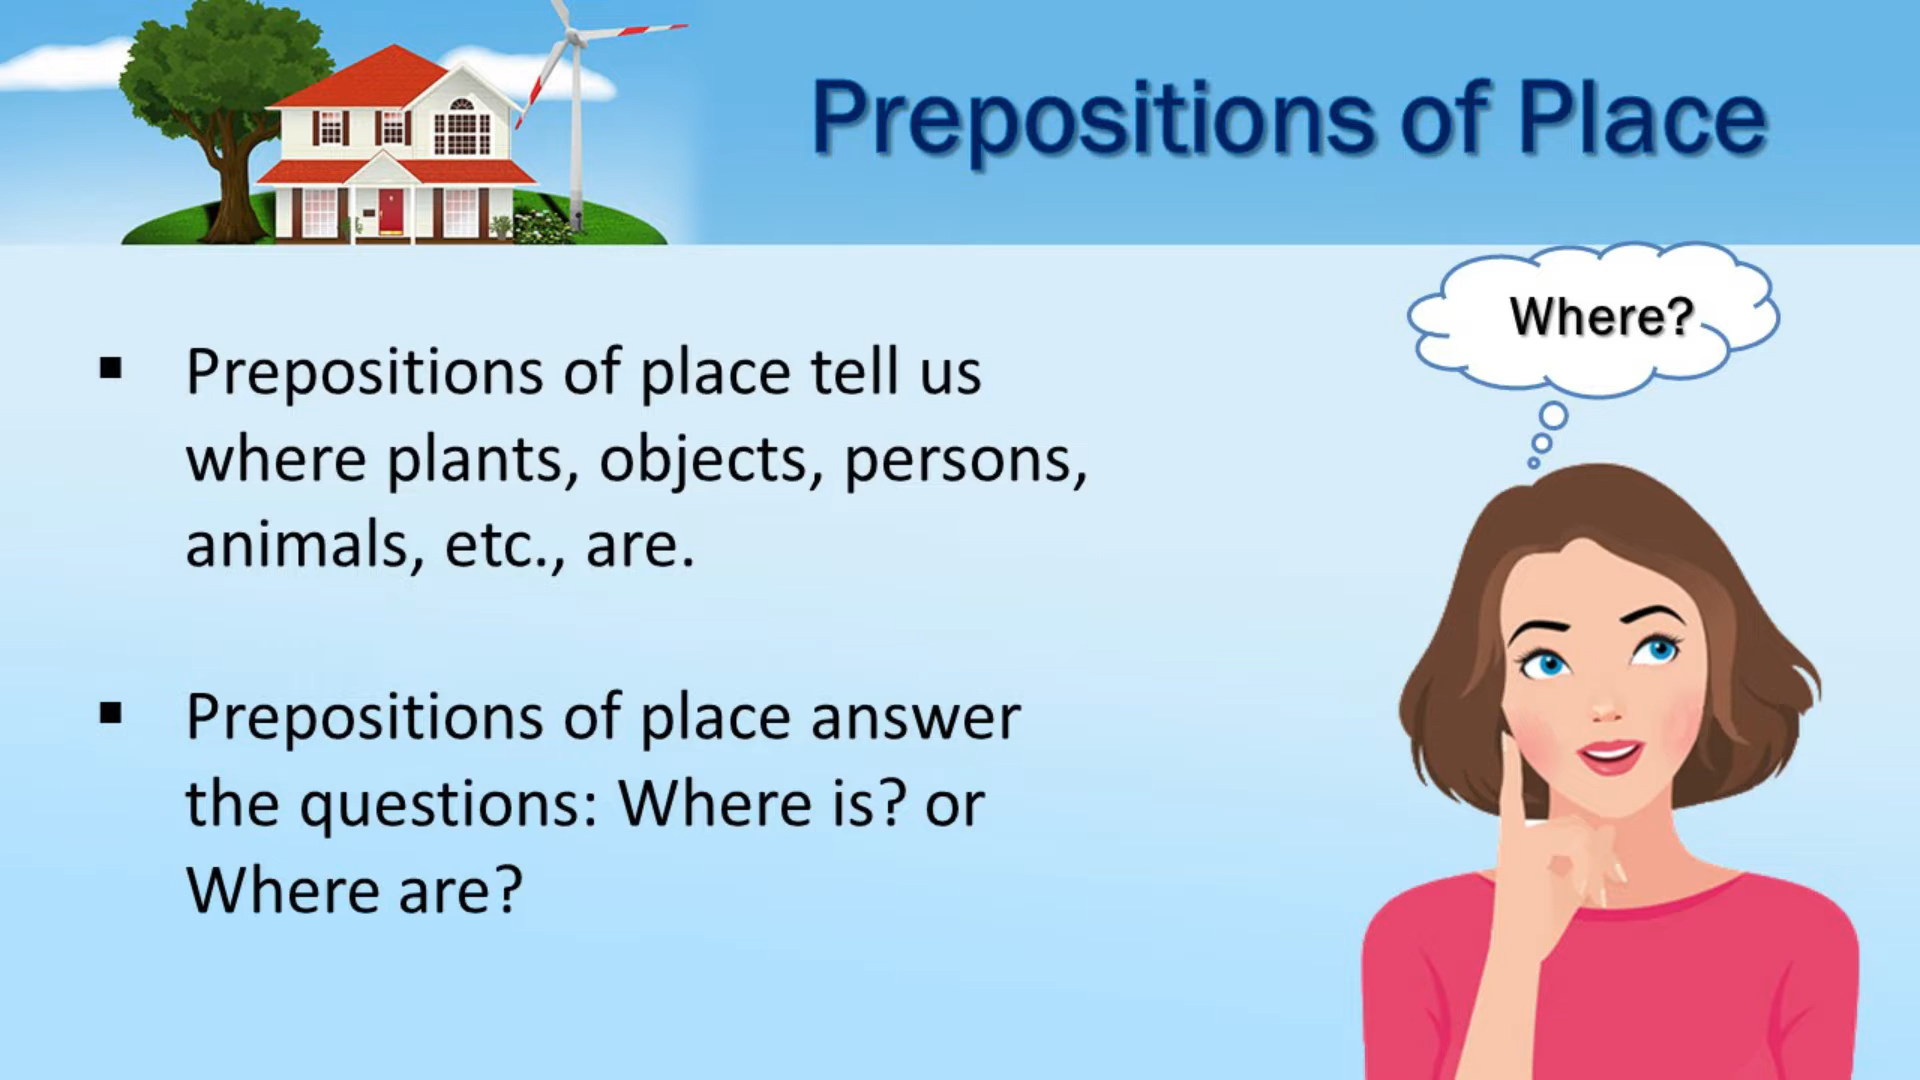 Prepositions of Place
Where?
▪ Prepositions of place tell us
where plants, objects, persons,
animals, etc., are.
▪ Prepositions of place answer
the questions: Where is? or
Where are?